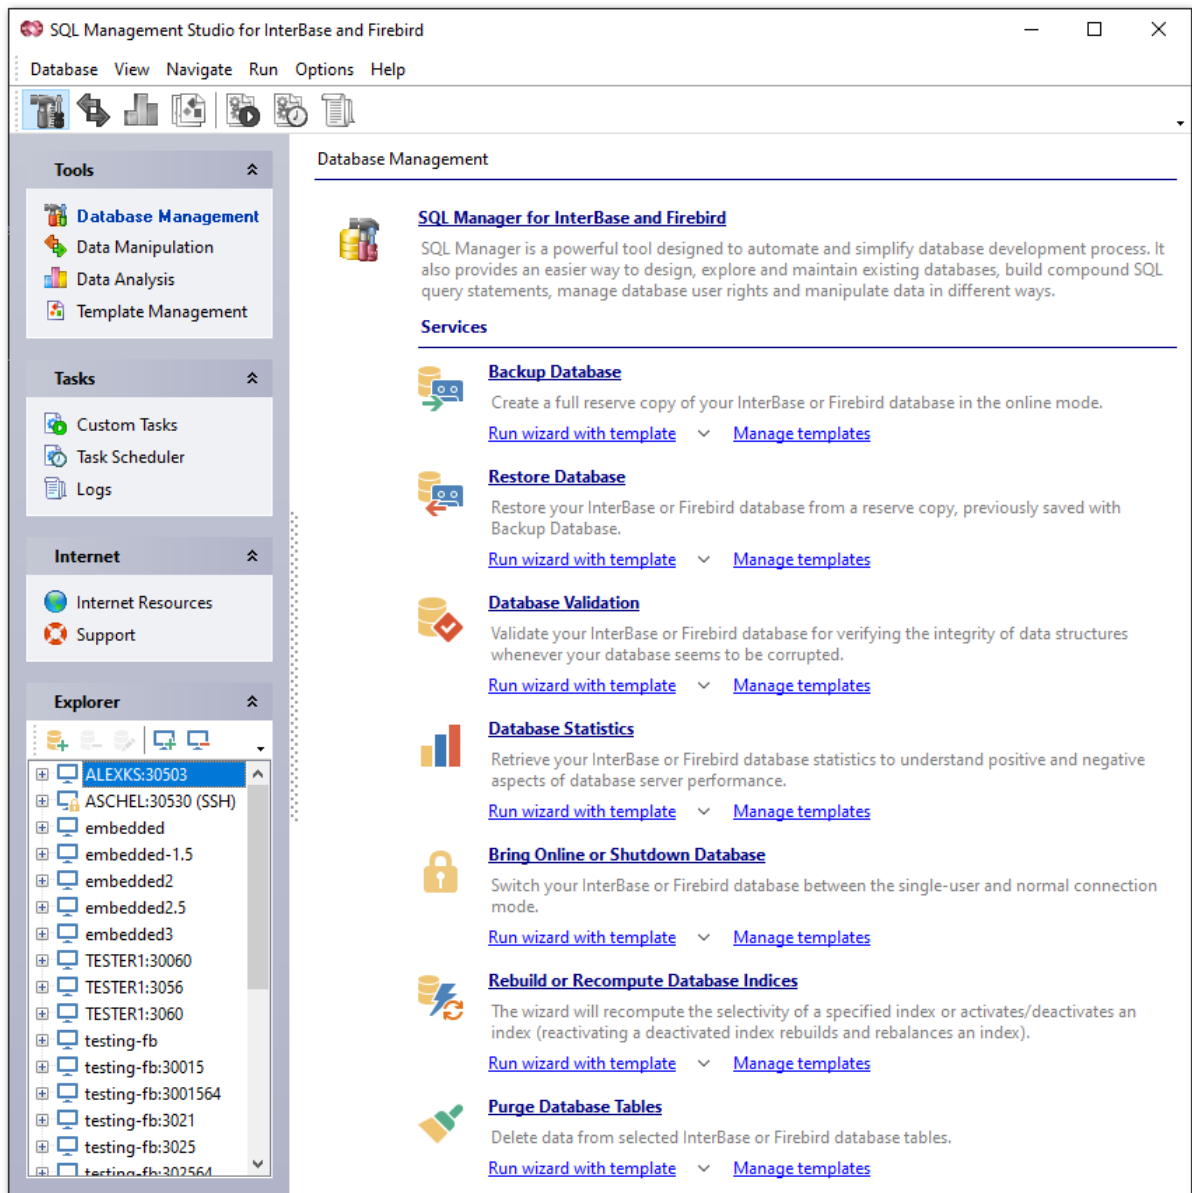 SQL Management Studio for InterBase and Firebird
Database View Navigate Run Options Help
Tools
Database Management
Data Manipulation
Data Analysis
Template Management
Tasks
Custom Tasks
Task Scheduler
Logs
Internet
Internet Resources
Support
Explorer
ALEXKS:30503
ASCHEL:30530 (SSH)
embedded
embedded-1.5
embedded2
embedded2.5
embedded3
TESTER1:30060
TESTER1:3056
TESTER1:3060
testing-fb
testing-fb:30015
testing-fb:3001564
testing-fb:3021
testing-fb:3025
testing-fb:302564
Database Management
SQL Manager for InterBase and Firebird
SQL Manager is a powerful tool designed to automate and simplify database development process. It
also provides an easier way to design, explore and maintain existing databases, build compound SQL
query statements, manage database user rights and manipulate data in different ways.
Services
Backup Database
Create a full reserve copy of your InterBase or Firebird database in the online mode.
Run wizard with template Manage templates
Restore Database
Restore your InterBase or Firebird database from a reserve copy, previously saved with
Backup Database.
Run wizard with template Manage templates
Database Validation
Validate your InterBase or Firebird database for verifying the integrity of data structures
whenever your database seems to be corrupted.
Run wizard with template Manage templates
Database Statistics
Retrieve your InterBase or Firebird database statistics to understand positive and negative
aspects of database server performance.
Run wizard with template Manage templates
Bring Online or Shutdown Database
Switch your InterBase or Firebird database between the single-user and normal connection
mode.
Run wizard with template Manage templates
Rebuild or Recompute Database Indices
The wizard will recompute the selectivity of a specified index or activates/deactivates an
index (reactivating a deactivated index rebuilds and rebalances an index).
Run wizard with template Manage templates
Purge Database Tables
Delete data from selected InterBase or Firebird database tables.
Run wizard with template Manage templates